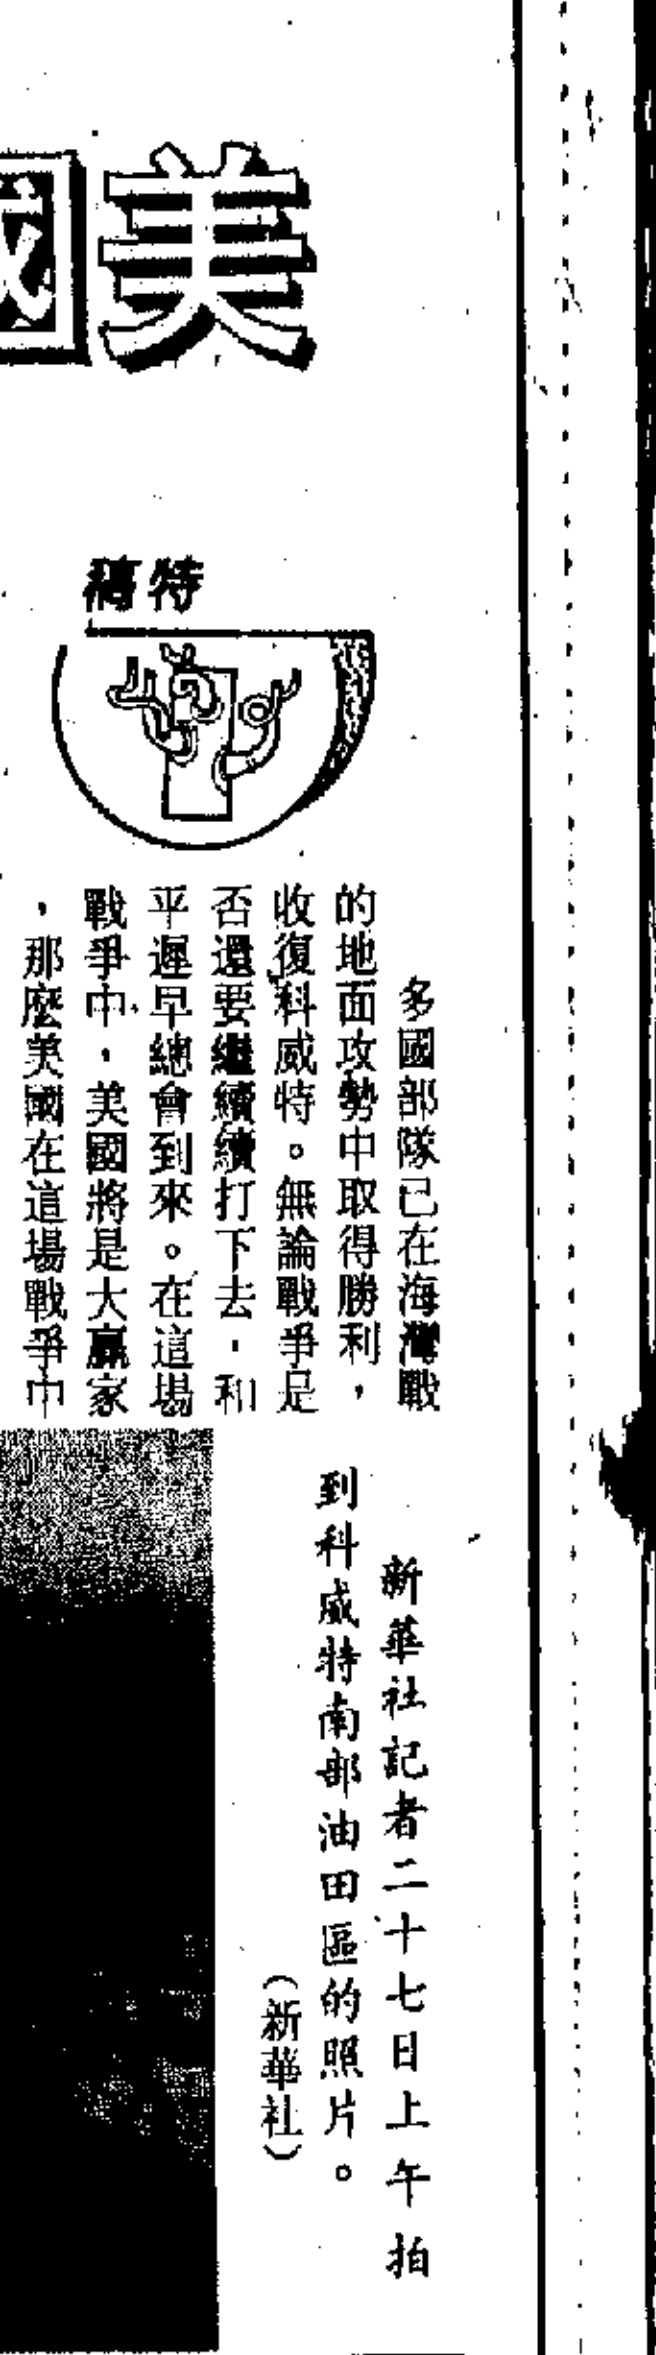 美國
特稿
多國部隊已在海灣戰
的地面攻勢中取得勝利，
收復科威特。無論戰爭是
否還要繼續打下去，和
平遲早總會到來。在這場
戰爭中，美國將是大贏家
，那麼美國在這場戰爭中
新華社記者二十七日上午拍
到科威特南部油田區的照片。
（新華社）